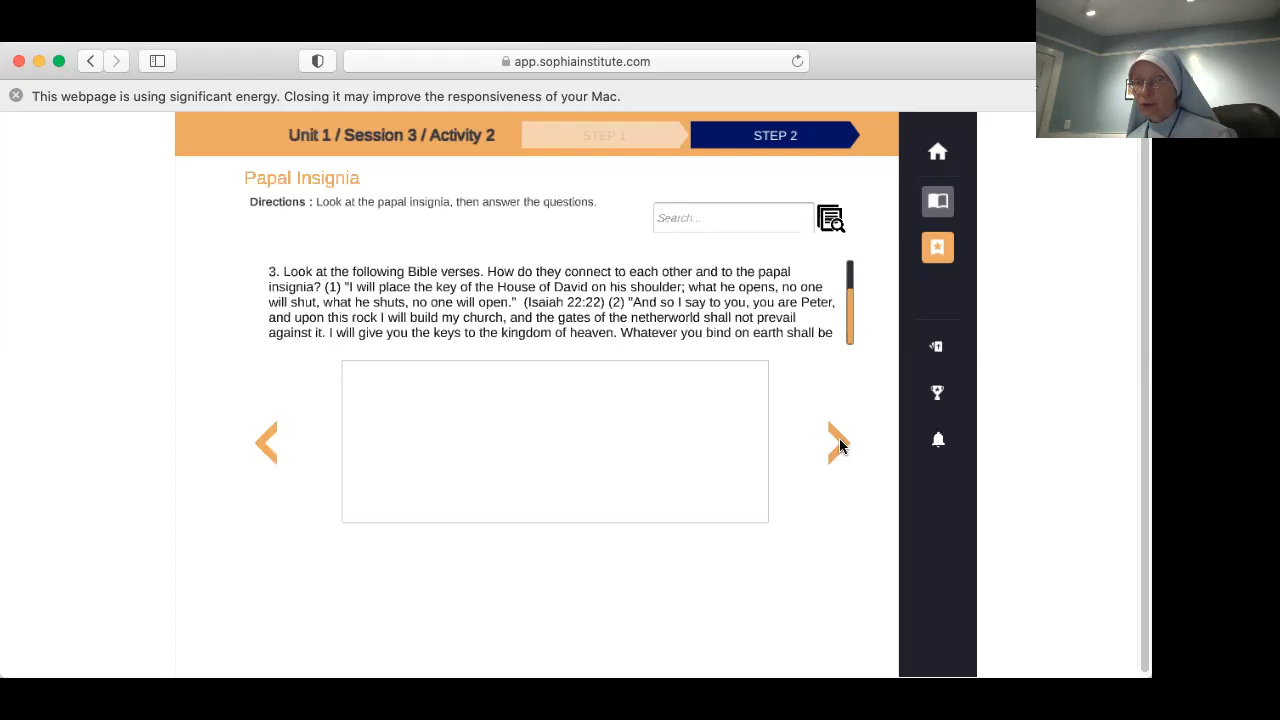 app.sophiainstitute.com
This webpage is using significant energy. Closing it may improve the responsiveness of your Mac.
Unit 1 / Session 3 / Activity 2
STEP 1
STEP 2
Papal Insignia
Directions : Look at the papal insignia, then answer the questions.
Search...
3. Look at the following Bible verses. How do they connect to each other and to the papal
insignia? (1) "I will place the key of the House of David on his shoulder; what he opens, no one
will shut, what he shuts, no one will open." (Isaiah 22:22) (2) "And so I say to you, you are Peter,
and upon this rock I will build my church, and the gates of the netherworld shall not prevail
against it. I will give you the keys to the kingdom of heaven. Whatever you bind on earth shall be